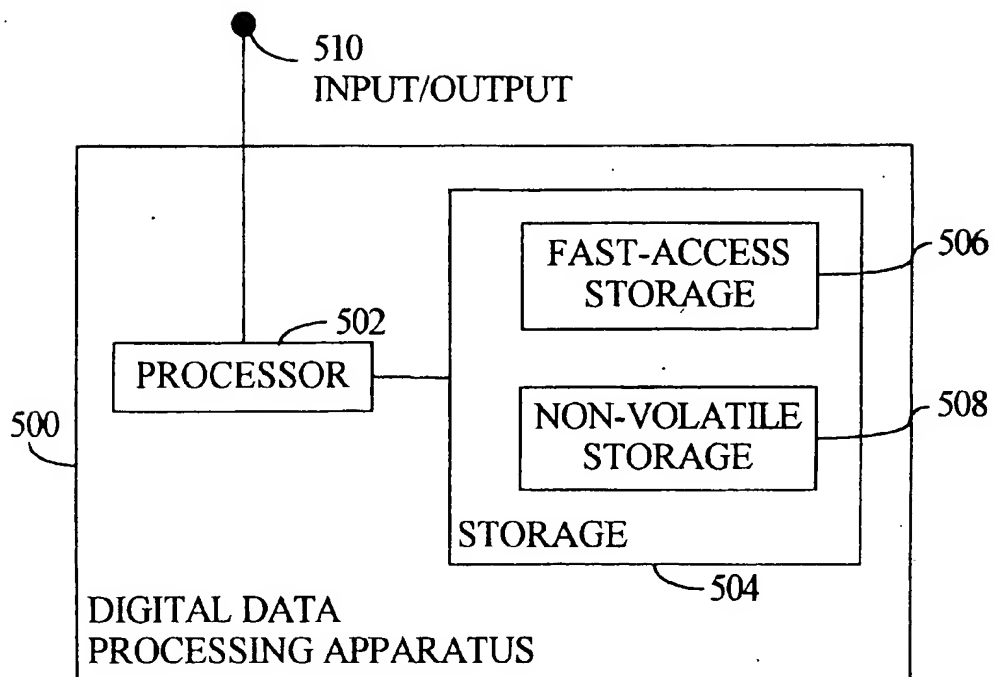 510
INPUT/OUTPUT
FAST-ACCESS
STORAGE
506
502
PROCESSOR
NON-VOLATILE
STORAGE
508
500
STORAGE
504
DIGITAL DATA
PROCESSING APPARATUS